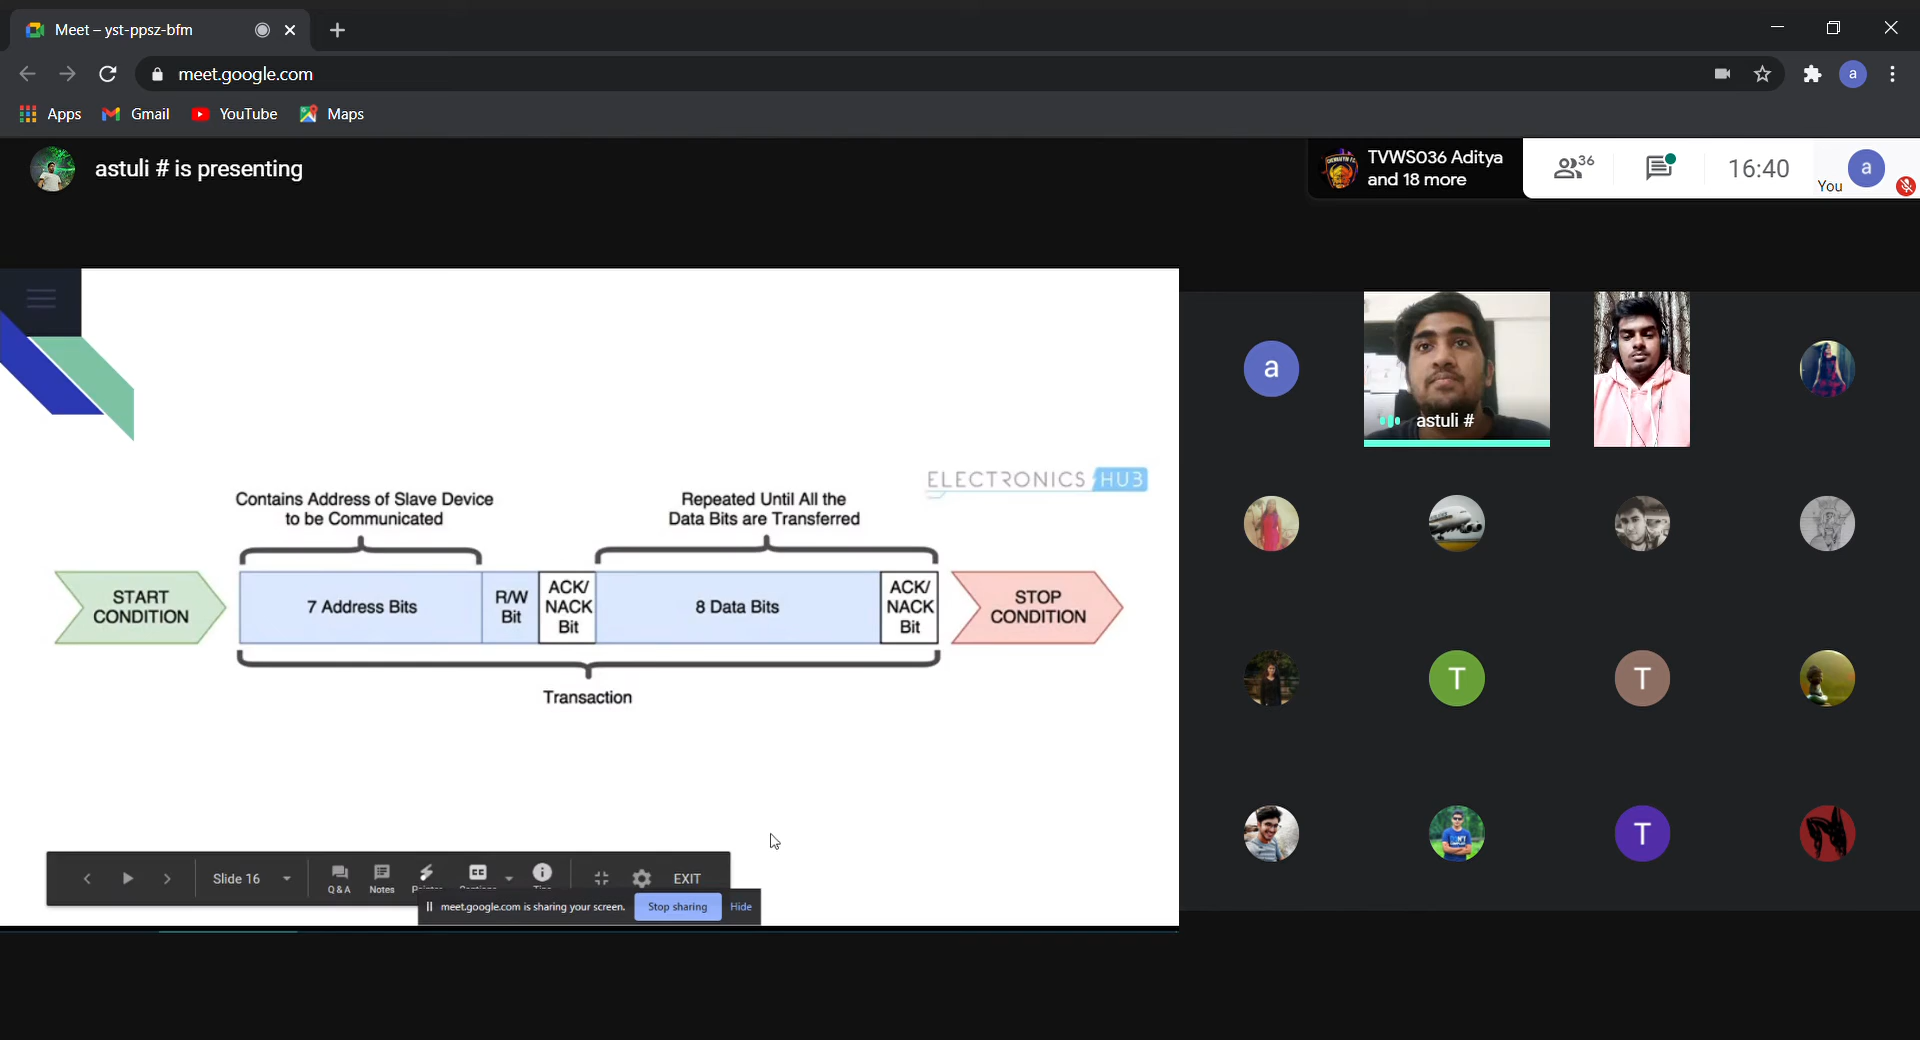 Meet – yst-ppsz-bfm
meet.google.com
a
Apps
Gmail
YouTube
Maps
astuli # is presenting
TVWS036 Aditya
and 18 more
36
16:40
You
a
ELECTRONICS HUB
Contains Address of Slave Device
to be Communicated
Repeated Until All the
Data Bits are Transferred
START
CONDITION
7 Address Bits
R/W
Bit
ACK/
NACK
Bit
8 Data Bits
ACK/
NACK
Bit
STOP
CONDITION
Transaction
Slide 16
Q & A
Notes
EXIT
meet.google.com is sharing your screen.
Stop sharing
Hide
a
astuli #
T
T
T